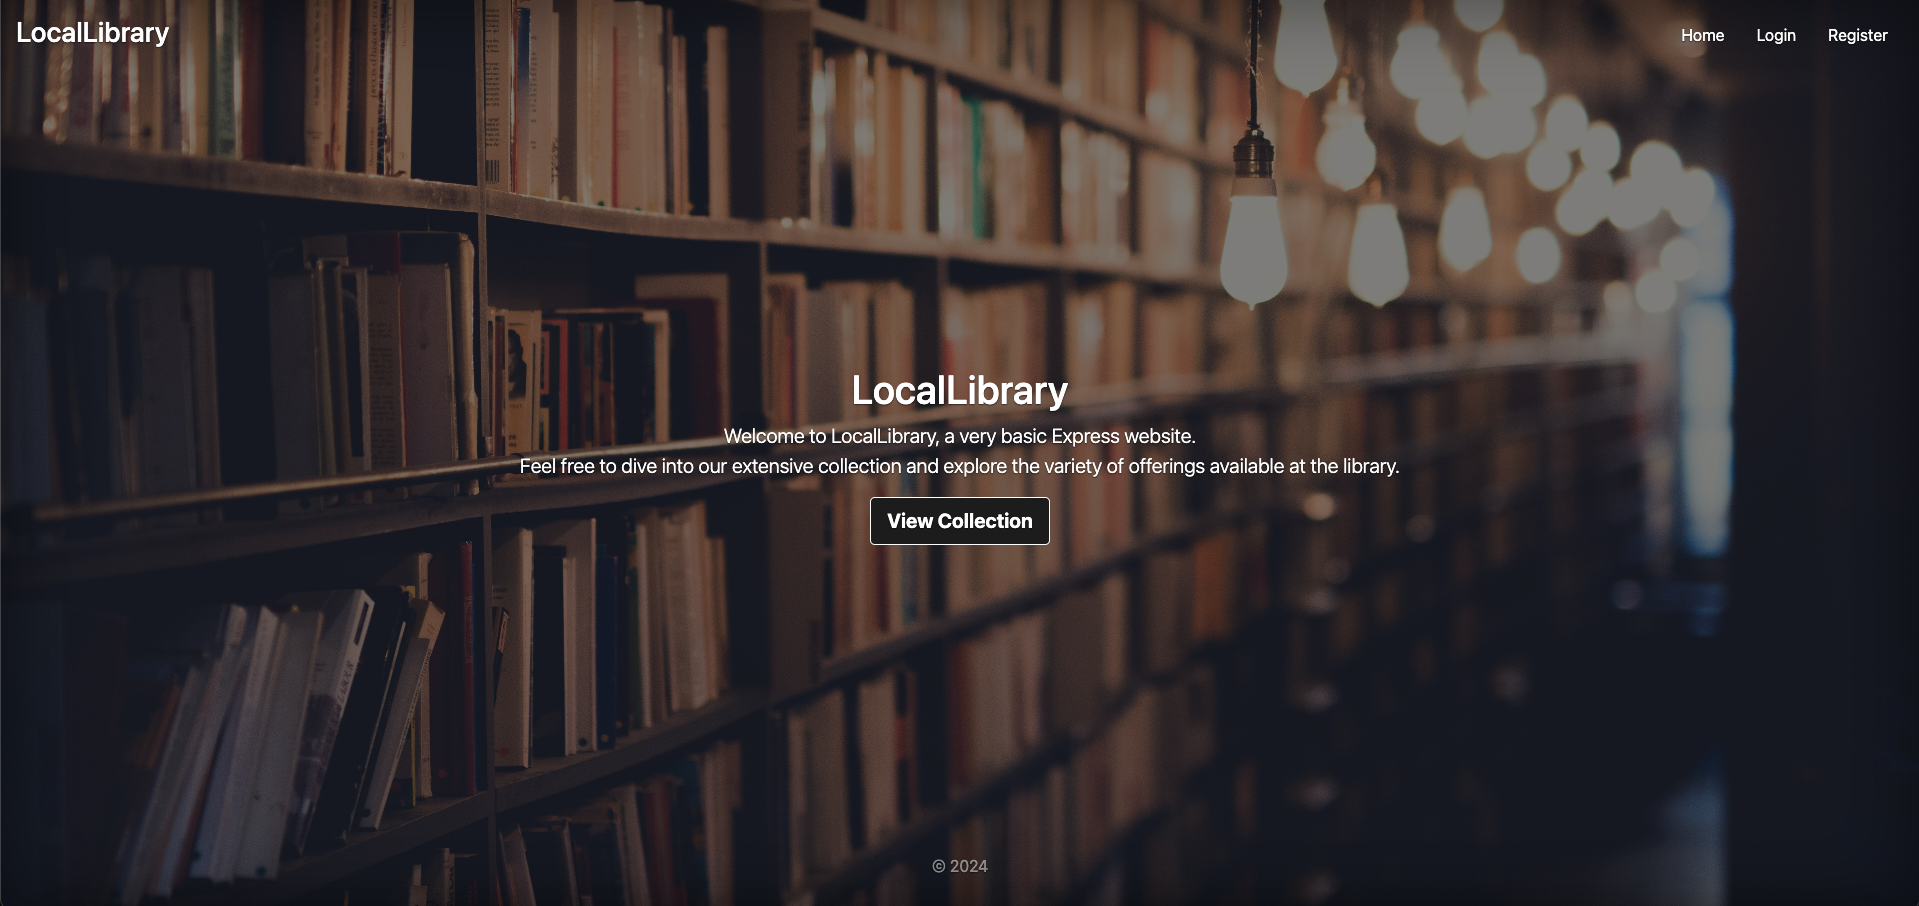 LocalLibrary
Home Login Register
LocalLibrary
Welcome to LocalLibrary, a very basic Express website.
Feel free to dive into our extensive collection and explore the variety of offerings available at the library.
View Collection
© 2024